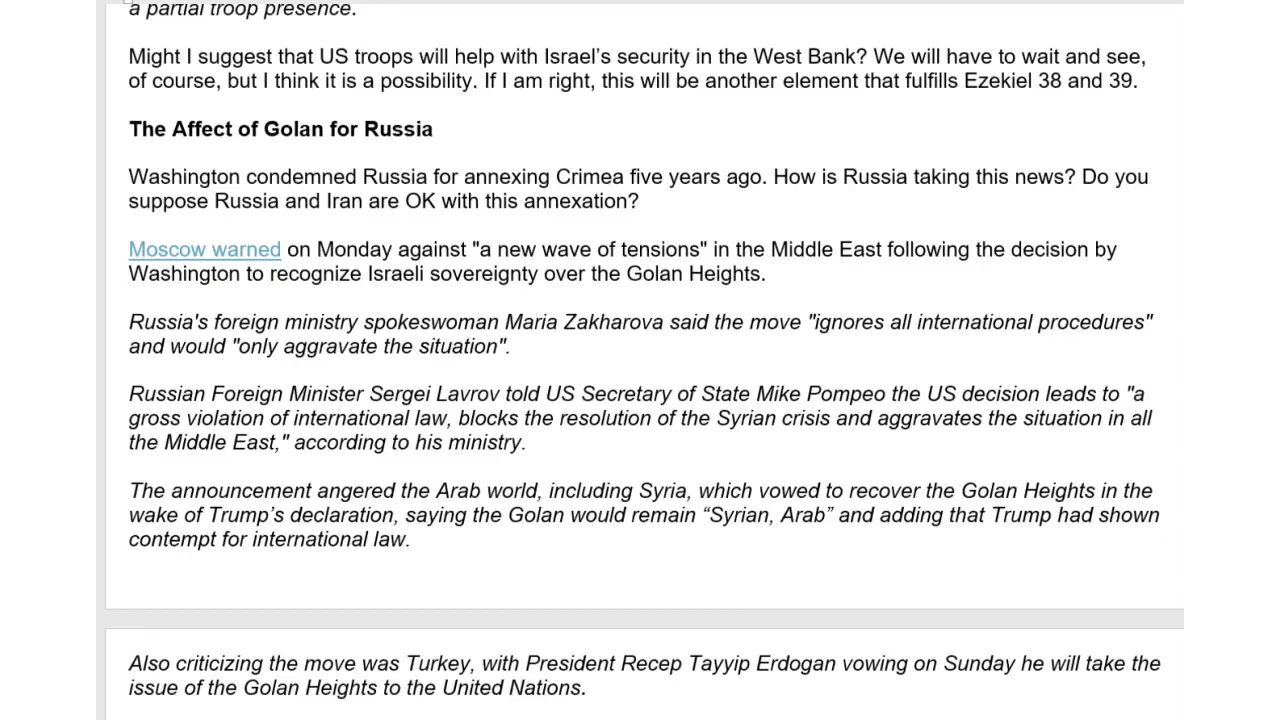 a partial troop presence.
Might I suggest that US troops will help with Israel’s security in the West Bank? We will have to wait and see,
of course, but I think it is a possibility. If I am right, this will be another element that fulfills Ezekiel 38 and 39.
The Affect of Golan for Russia
Washington condemned Russia for annexing Crimea five years ago. How is Russia taking this news? Do you
suppose Russia and Iran are OK with this annexation?
Moscow warned on Monday against "a new wave of tensions" in the Middle East following the decision by
Washington to recognize Israeli sovereignty over the Golan Heights.
Russia's foreign ministry spokeswoman Maria Zakharova said the move "ignores all international procedures"
and would "only aggravate the situation".
Russian Foreign Minister Sergei Lavrov told US Secretary of State Mike Pompeo the US decision leads to "a
gross violation of international law, blocks the resolution of the Syrian crisis and aggravates the situation in all
the Middle East," according to his ministry.
The announcement angered the Arab world, including Syria, which vowed to recover the Golan Heights in the
wake of Trump’s declaration, saying the Golan would remain “Syrian, Arab” and adding that Trump had shown
contempt for international law.
Also criticizing the move was Turkey, with President Recep Tayyip Erdogan vowing on Sunday he will take the
issue of the Golan Heights to the United Nations.